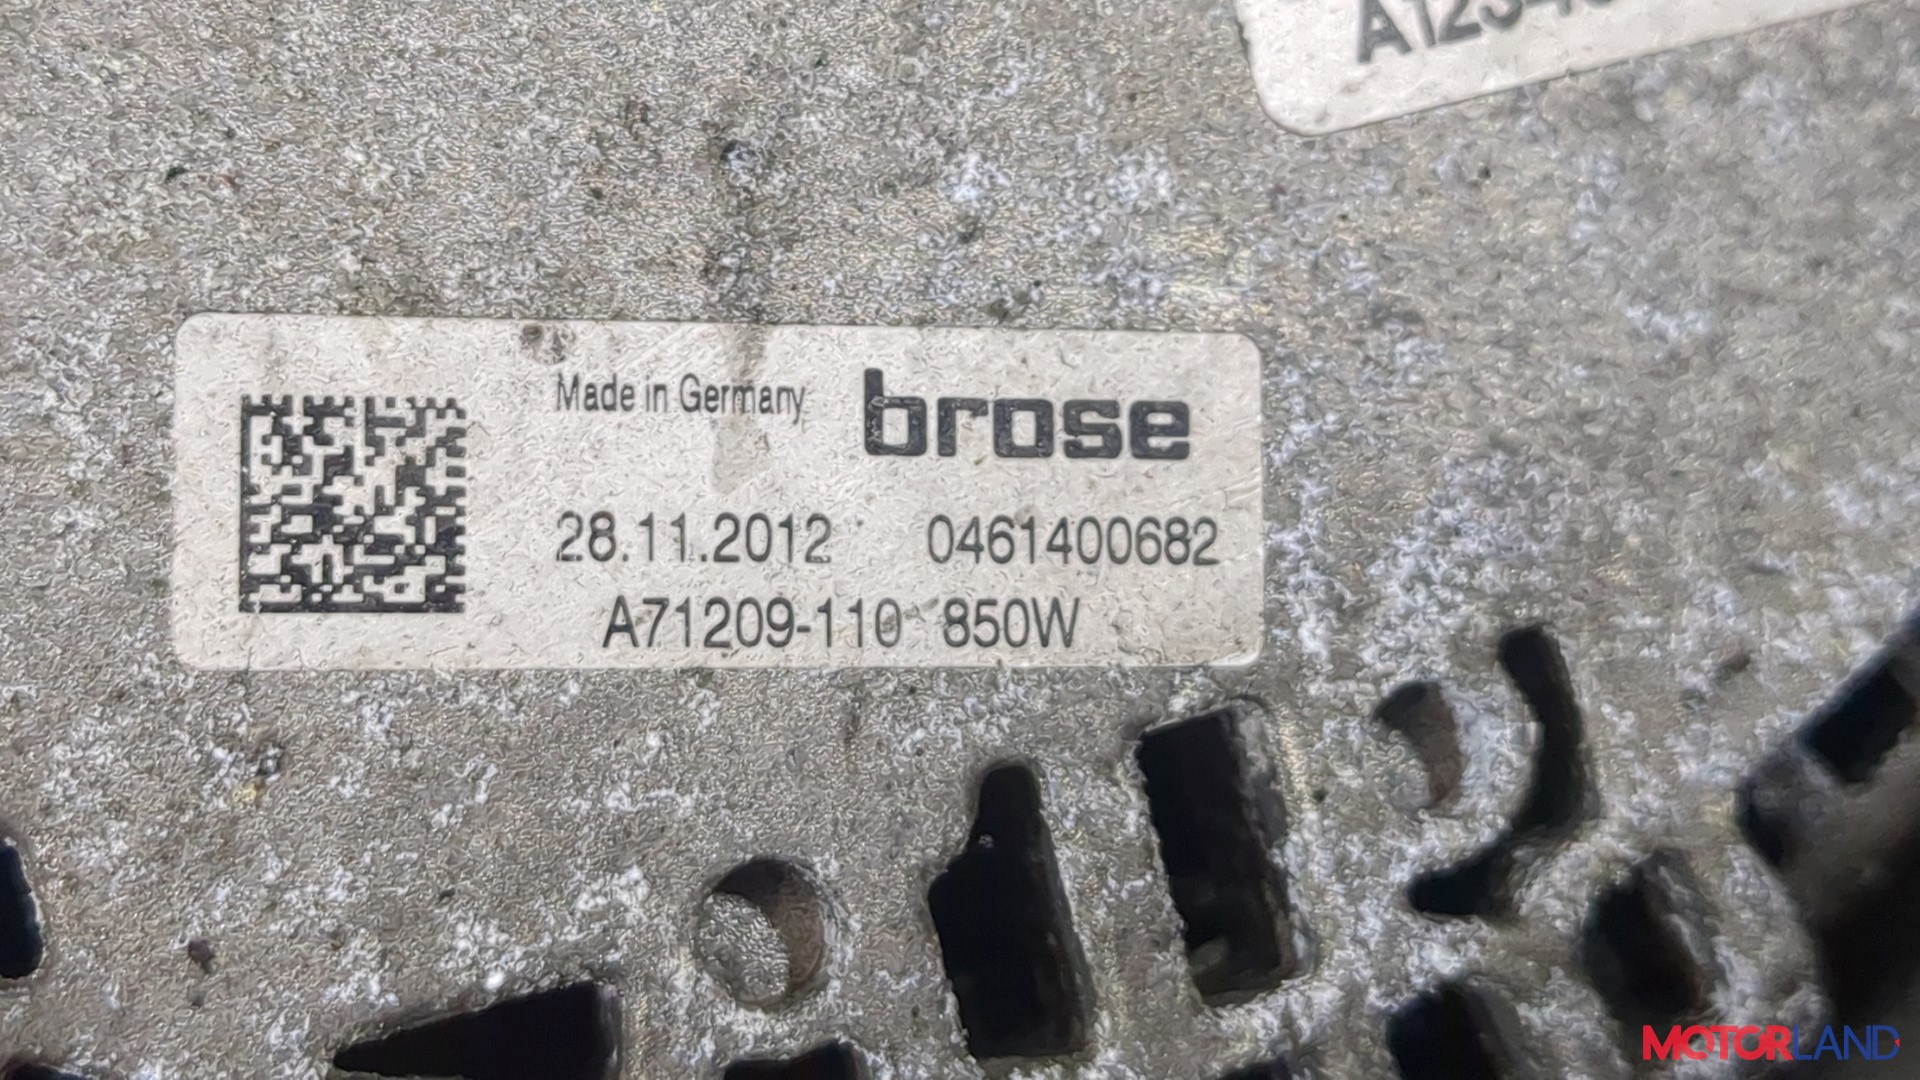 Made in Germany brose
28.11.2012 0461400682
A71209-110 850W
MOTORLAND